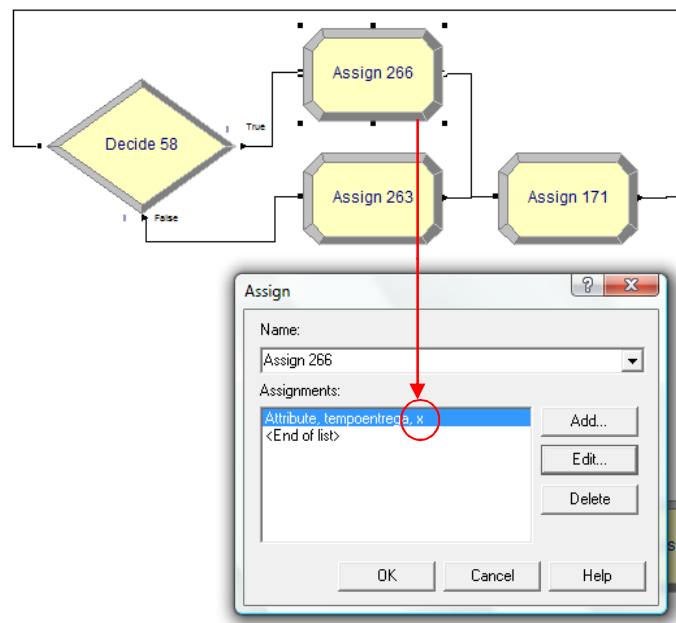 Assign 266
True
Decide 58
Assign 263
Assign 171
False
Assign
?
X
Name:
Assign 266
Assignments:
Attribute, tempoentrega, x
<End of list>
Add...
Edit...
Delete
OK
Cancel
Help